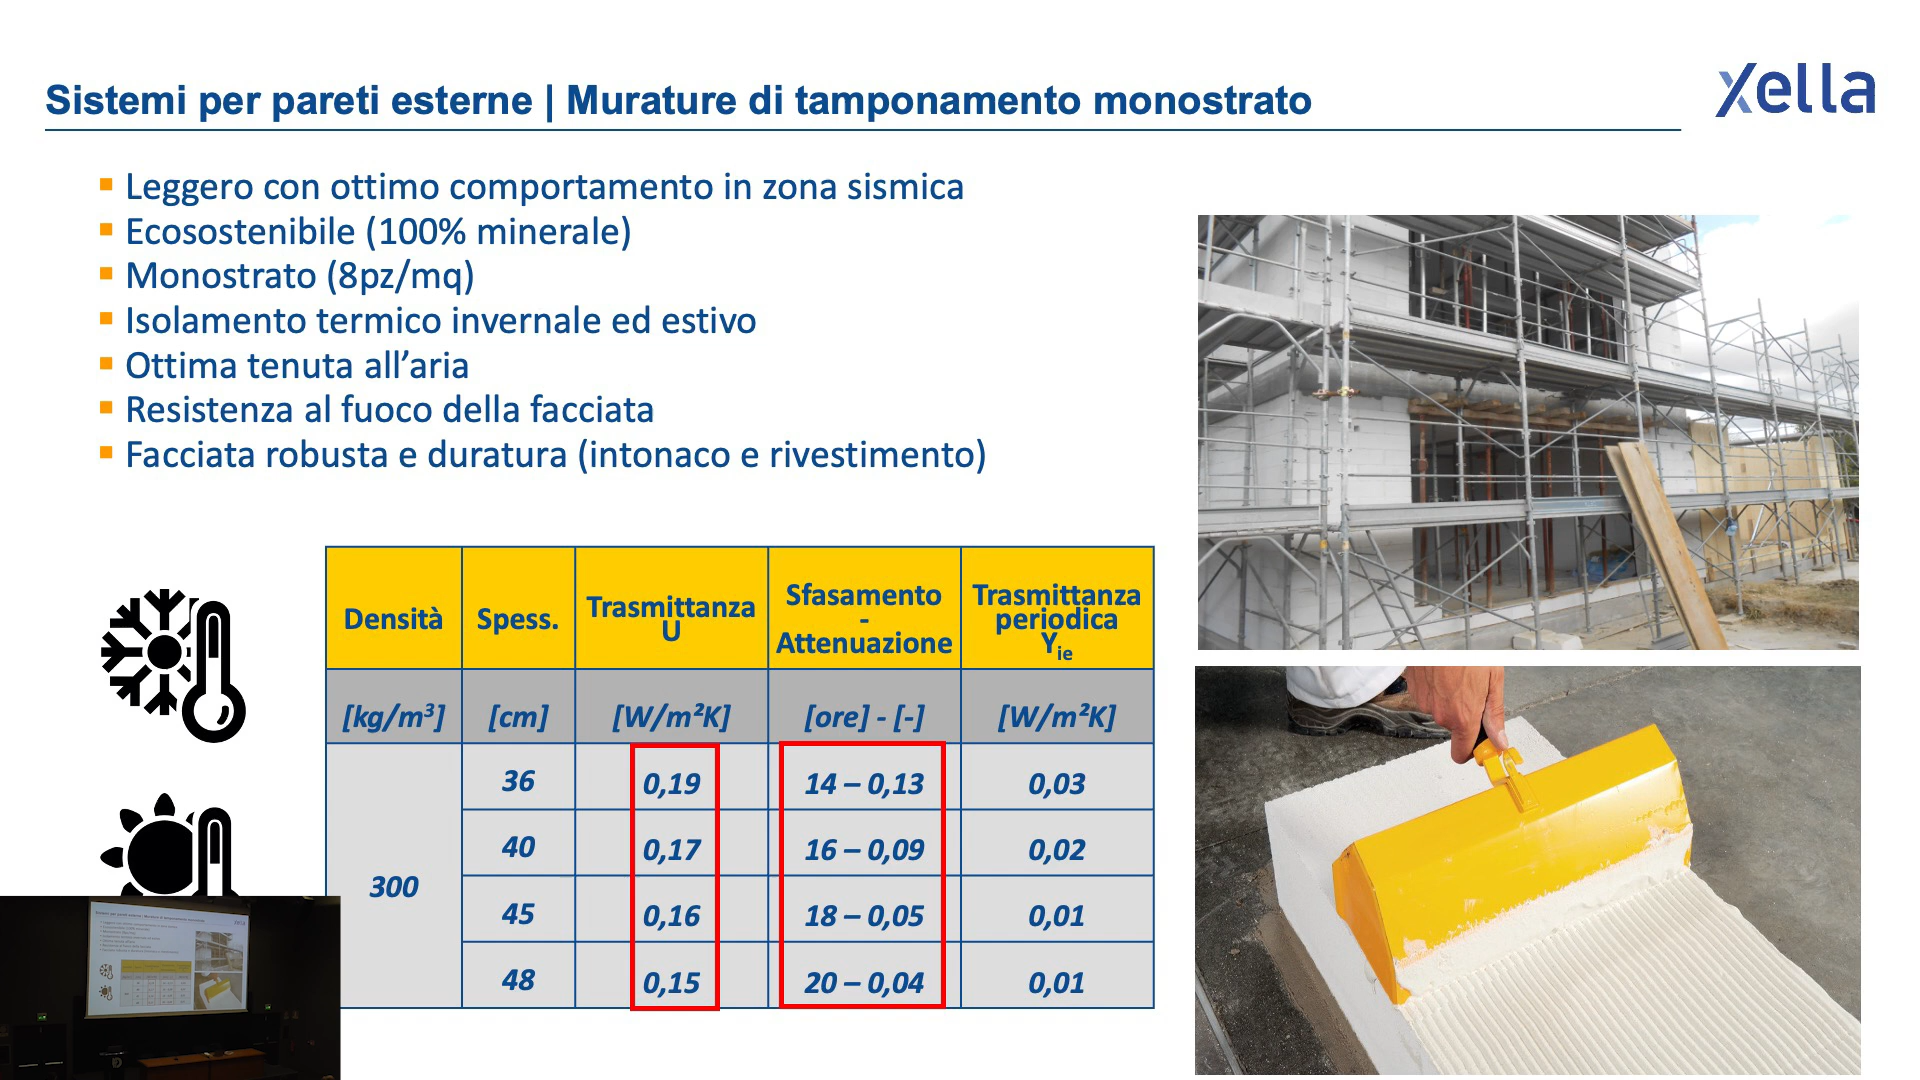 Sistemi per pareti esterne | Murature di tamponamento monostrato
xella
Leggero con ottimo comportamento in zona sismica
Ecosostenibile (100% minerale)
Monostrato (8pz/mq)
Isolamento termico invernale ed estivo
Ottima tenuta all’aria
Resistenza al fuoco della facciata
Facciata robusta e duratura (intonaco e rivestimento)
Densità Spess. Trasmittanza U Sfasamento - Attenuazione Trasmittanza periodica Yie
[kg/m³] [cm] [W/m²K] [ore] - [-] [W/m²K]
300
36 0,19 14 – 0,13 0,03
40 0,17 16 – 0,09 0,02
45 0,16 18 – 0,05 0,01
48 0,15 20 – 0,04 0,01